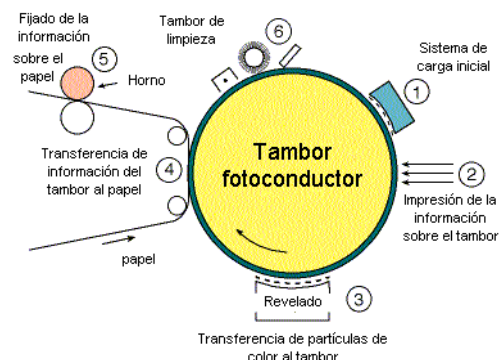 Fijado de la
información
sobre el
papel
5
Horno
Tambor de
limpieza
6
Sistema de
carga inicial
1
Tambor
fotoconductor
Transferencia de
información del
tambor al papel
4
2
Impresión de la
información
sobre el tambor
papel
Revelado
3
Transferencia de partículas de
color al tambor